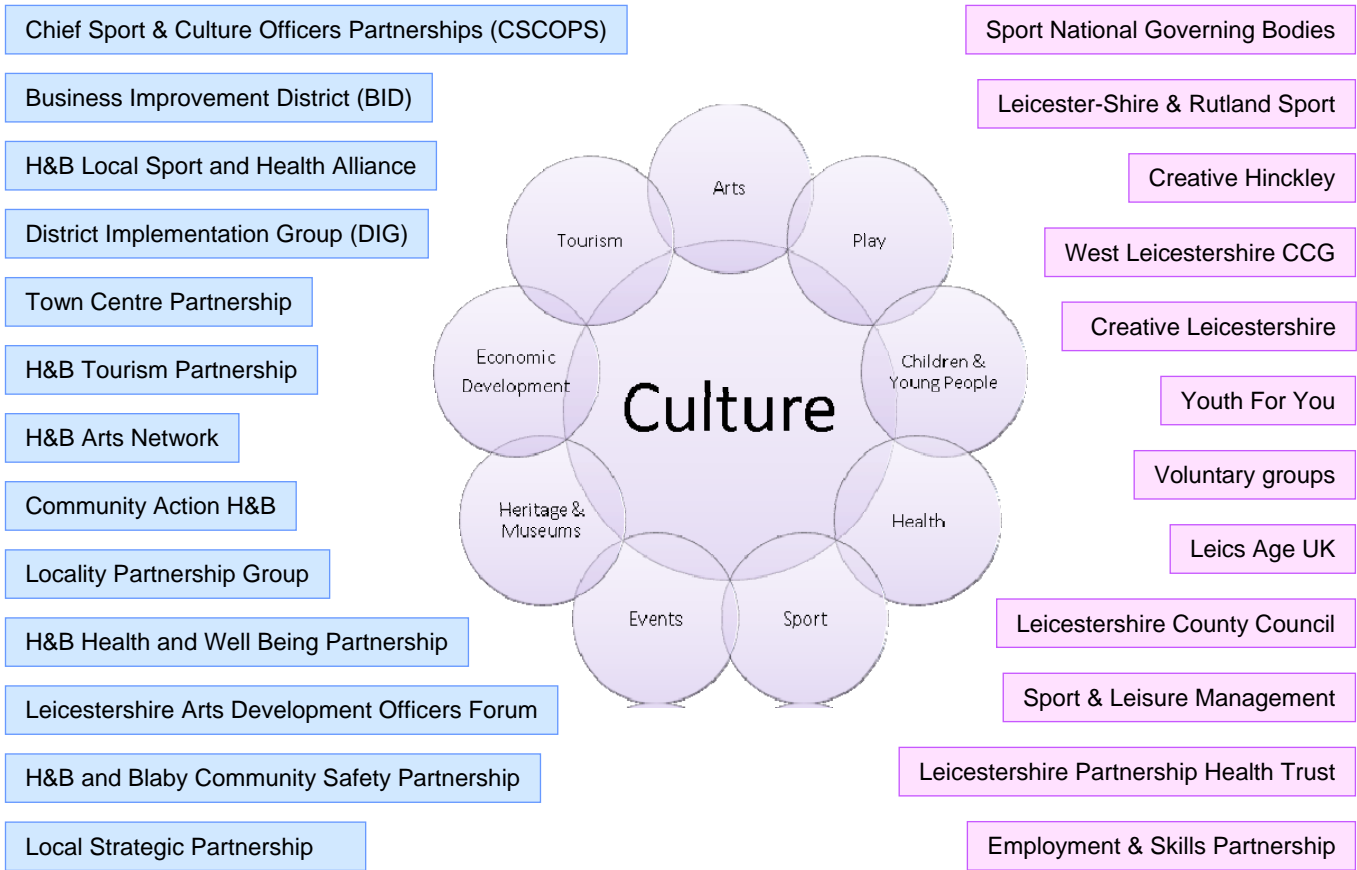 Chief Sport & Culture Officers Partnerships (CSCOPS)
Business Improvement District (BID)
H&B Local Sport and Health Alliance
District Implementation Group (DIG)
Town Centre Partnership
H&B Tourism Partnership
H&B Arts Network
Community Action H&B
Locality Partnership Group
H&B Health and Well Being Partnership
Leicestershire Arts Development Officers Forum
H&B and Blaby Community Safety Partnership
Local Strategic Partnership
Arts
Play
Children &
Young People
Health
Sport
Events
Heritage &
Museums
Economic
Development
Tourism
Culture
Sport National Governing Bodies
Leicester-Shire & Rutland Sport
Creative Hinckley
West Leicestershire CCG
Creative Leicestershire
Youth For You
Voluntary groups
Leics Age UK
Leicestershire County Council
Sport & Leisure Management
Leicestershire Partnership Health Trust
Employment & Skills Partnership